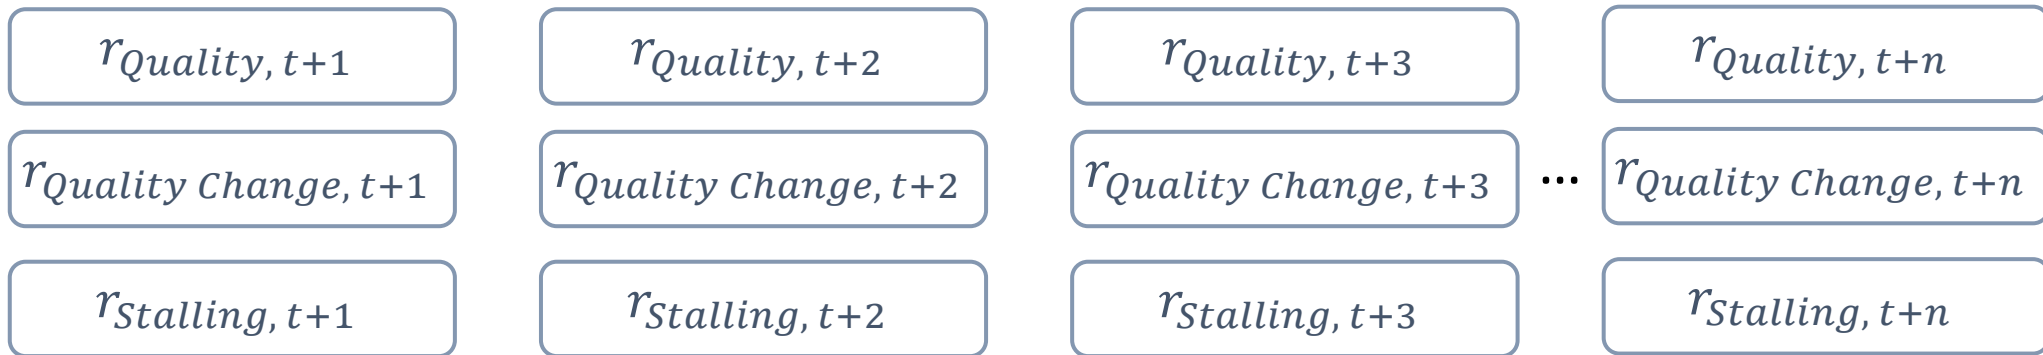 r_Quality, t+1 r_Quality, t+2 r_Quality, t+3 r_Quality, t+n
r_Quality Change, t+1 r_Quality Change, t+2 r_Quality Change, t+3 ... r_Quality Change, t+n
r_Stalling, t+1 r_Stalling, t+2 r_Stalling, t+3 r_Stalling, t+n